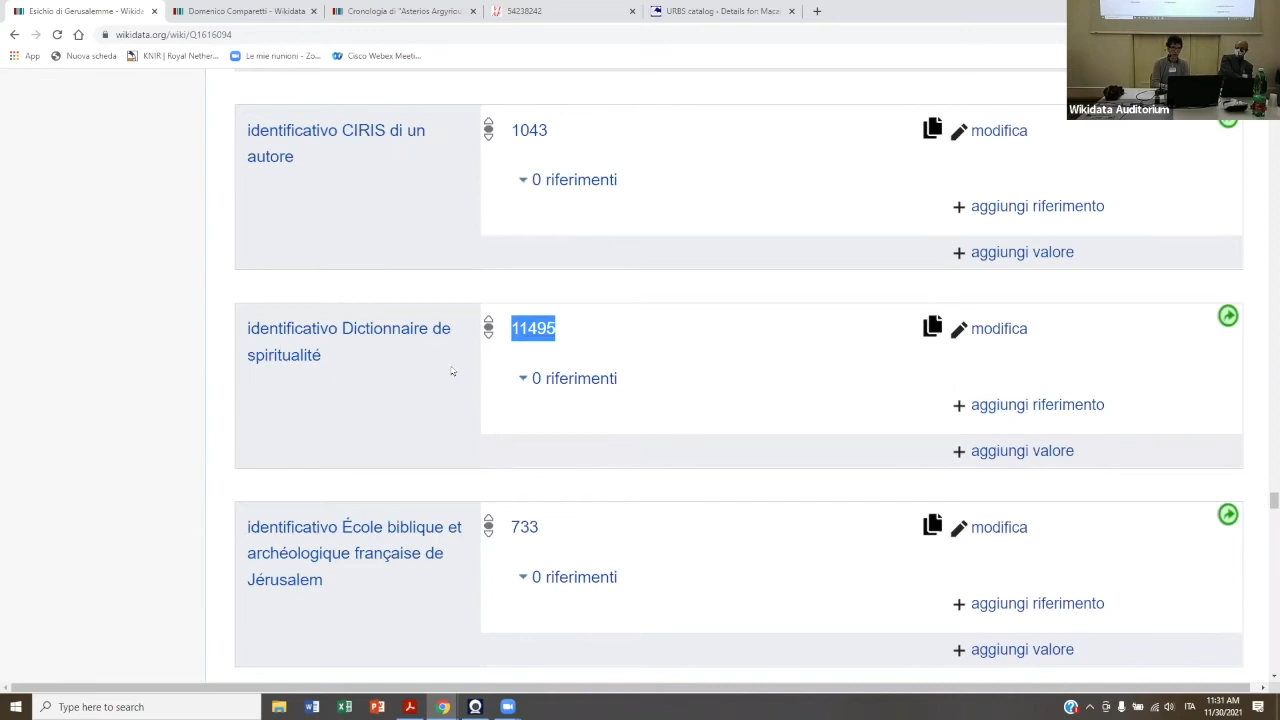 Esichio di Gerusalemme - Wikida
Domenico Comparetti - Wikidata
Conologia di "Asterios Argyriou
54238242
URBS catalog - Details for: Maca
wikidata.org/wiki/Q1616094
App
Nuova scheda
KNIR | Royal Nether...
Le mie riunioni - Zo...
Cisco Webex Meeti...
Wikidata Auditorium
identificativo CIRIS di un
autore
1043
modifica
0 riferimenti
aggiungi riferimento
aggiungi valore
identificativo Dictionnaire de
spiritualité
11495
modifica
0 riferimenti
aggiungi riferimento
aggiungi valore
identificativo École biblique et
archéologique française de
Jérusalem
733
modifica
0 riferimenti
aggiungi riferimento
aggiungi valore
Type here to search
ITA
11:31 AM
11/30/2021